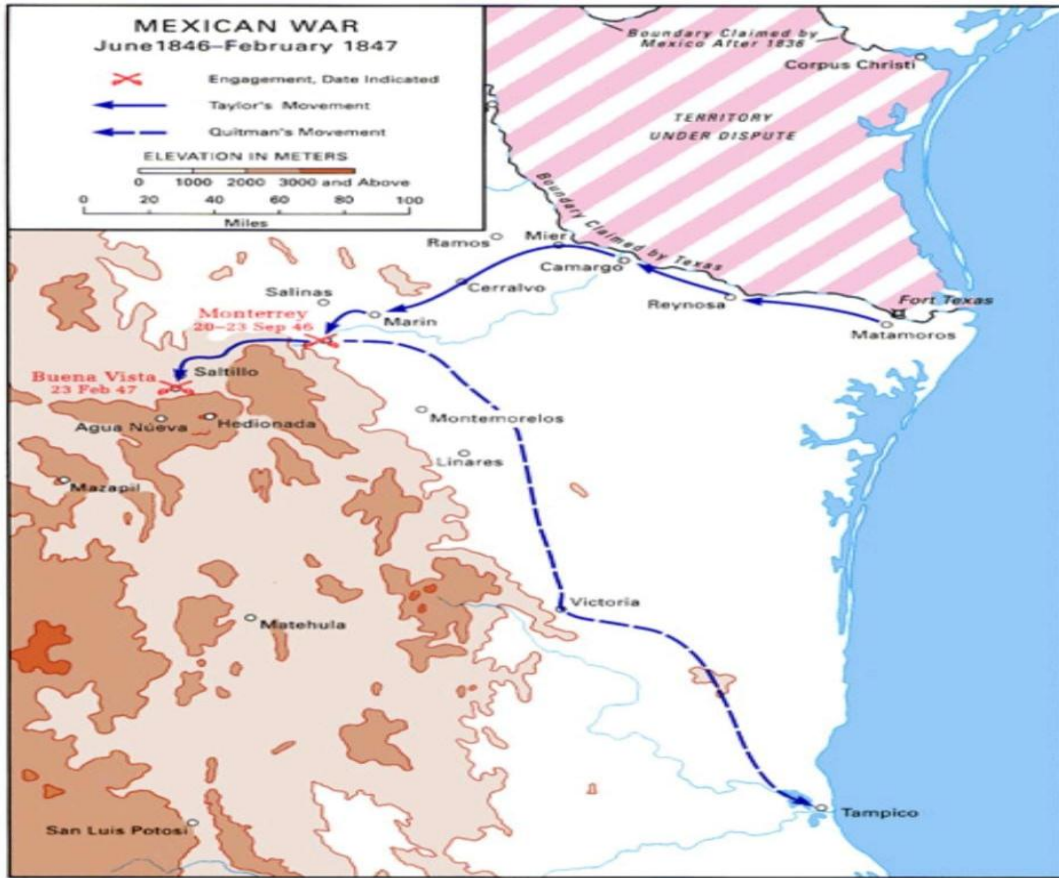 MEXICAN WAR
June1846–February 1847
Engagement, Date Indicated
Taylor's Movement
Quitman's Movement
ELEVATION IN METERS
0 1000 2000 3000 and Above
0 20 40 60 80 100
Miles
Boundary Claimed by
Mexico After 1836
Corpus Christi
TERRITORY
UNDER DISPUTE
Boundary Claimed by Texas
Ramos
Mier
Camargo
Cerralvo
Reynosa
Fort Texas
Matamoros
Salinas
Marin
Monterrey
20–23 Sep 46
Saltillo
Buena Vista
23 Feb 47
Agua Núeva
Hedionada
Montemorelos
Linares
Mazapil
Victoria
Matehula
Tampico
San Luis Potosi